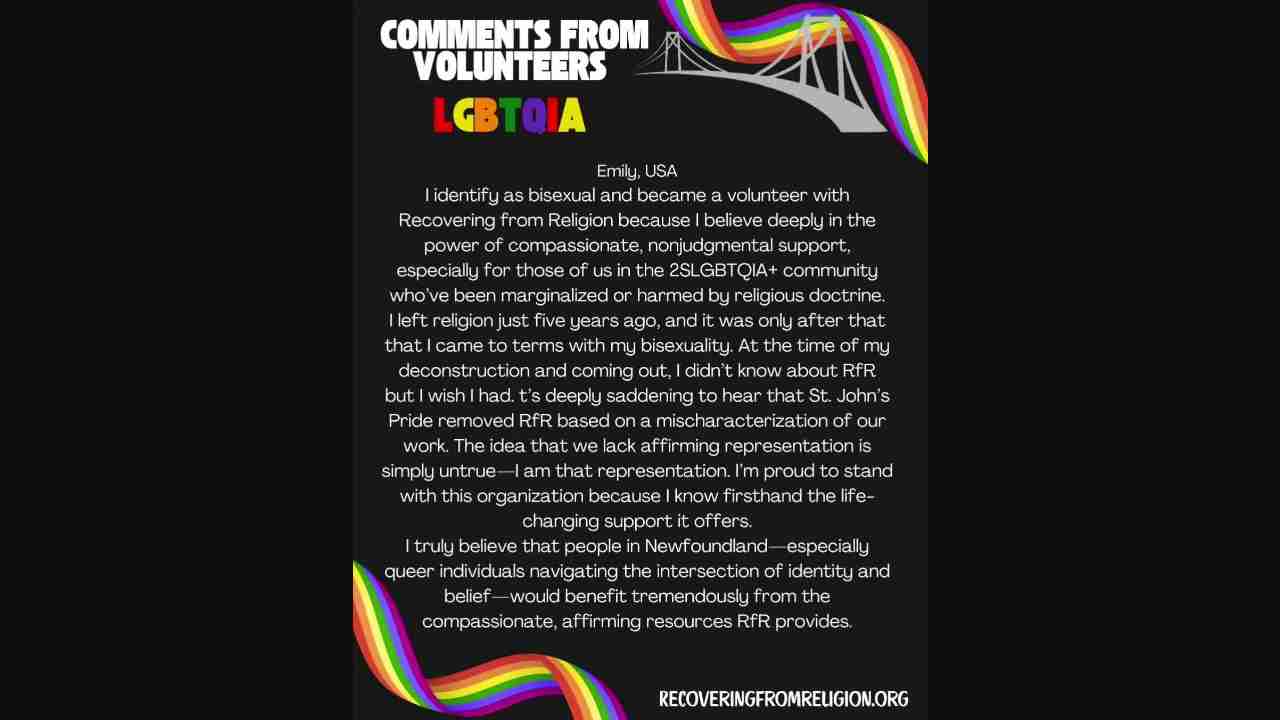 COMMENTS FROM
VOLUNTEERS
LGBTQIA
Emily, USA
I identify as bisexual and became a volunteer with
Recovering from Religion because I believe deeply in the
power of compassionate, nonjudgmental support,
especially for those of us in the 2SLGBTQIA+ community
who've been marginalized or harmed by religious doctrine.
I left religion just five years ago, and it was only after that
that I came to terms with my bisexuality. At the time of my
deconstruction and coming out, I didn't know about RfR
but I wish I had. t's deeply saddening to hear that St. John's
Pride removed RfR based on a mischaracterization of our
work. The idea that we lack affirming representation is
simply untrue—I am that representation. I'm proud to stand
with this organization because I know firsthand the life-
changing support it offers.
I truly believe that people in Newfoundland—especially
queer individuals navigating the intersection of identity and
belief—would benefit tremendously from the
compassionate, affirming resources RfR provides.
RECOVERINGFROMRELIGION.ORG